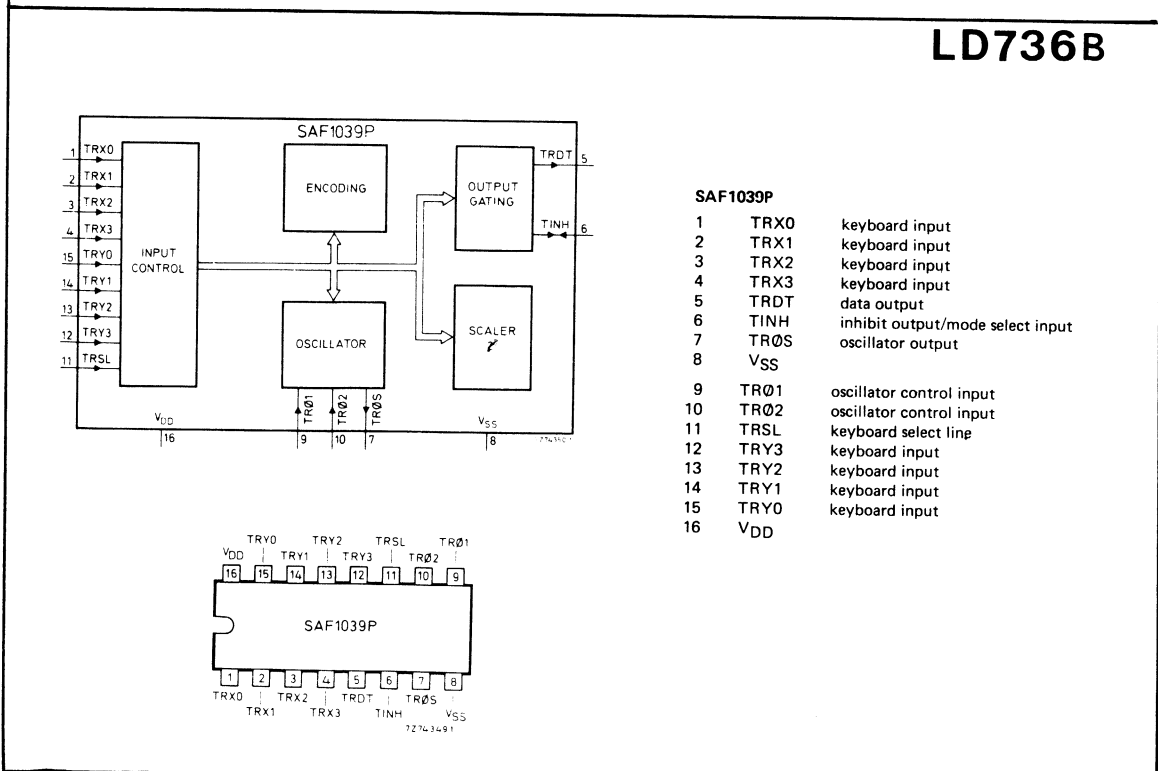 LD736B
SAF1039P
1 TRX0
2 TRX1
3 TRX2
4 TRX3
15 TRY0
14 TRY1
13 TRY2
12 TRY3
11 TRSL
INPUT
CONTROL
ENCODING
OSCILLATOR
OUTPUT
GATING
SCALER
TRDT 5
TINH 6
TRØ1
TRØ2
TRØS
VDD
16
9
10
7
VSS
8
SAF1039P
1 TRX0 keyboard input
2 TRX1 keyboard input
3 TRX2 keyboard input
4 TRX3 keyboard input
5 TRDT data output
6 TINH inhibit output/mode select input
7 TRØS oscillator output
8 VSS
9 TRØ1 oscillator control input
10 TRØ2 oscillator control input
11 TRSL keyboard select line
12 TRY3 keyboard input
13 TRY2 keyboard input
14 TRY1 keyboard input
15 TRY0 keyboard input
16 VDD
TRY0 TRY2 TRSL TRØ1
VDD TRY1 TRY3 TRØ2
16 15 14 13 12 11 10 9
SAF1039P
1 2 3 4 5 6 7 8
TRX0 TRX2 TRDT TRØS
TRX1 TRX3 TINH VSS
7Z74349.1